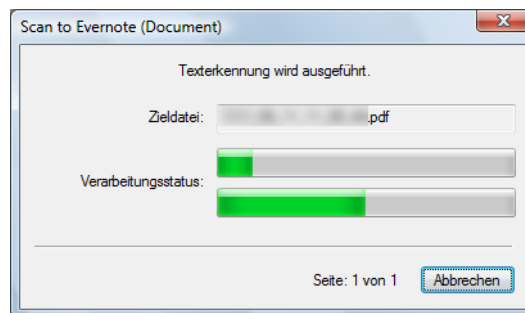 Scan to Evernote (Document)
Texterkennung wird ausgeführt.
Zieldatei: .pdf
Verarbeitungsstatus:
Seite: 1 von 1 Abbrechen